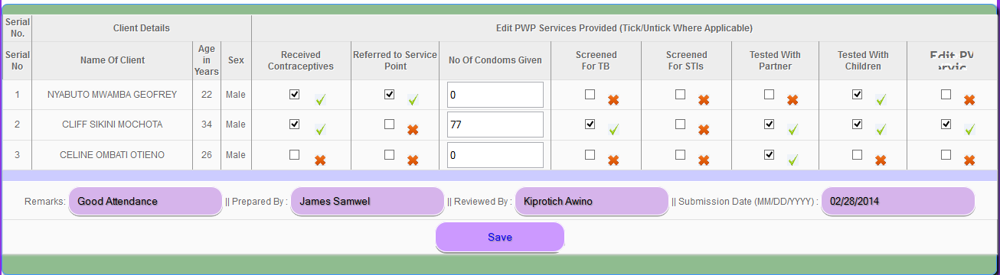 Serial No. Client Details Edit PWP Services Provided (Tick/Untick Where Applicable)
Serial No Name Of Client Age in Years Sex Received Contraceptives Referred to Service Point No Of Condoms Given Screened For TB Screened For STIs Tested With Partner Tested With Children Edit
1 NYABUTO MWAMBA GEOFREY 22 Male 0
2 CLIFF SIKINI MOCHOTA 34 Male 77
3 CELINE OMBATI OTIENO 26 Male 0
Remarks: Good Attendance || Prepared By : James Samwel || Reviewed By : Kiprotich Awino || Submission Date (MM/DD/YYYY) : 02/28/2014
Save